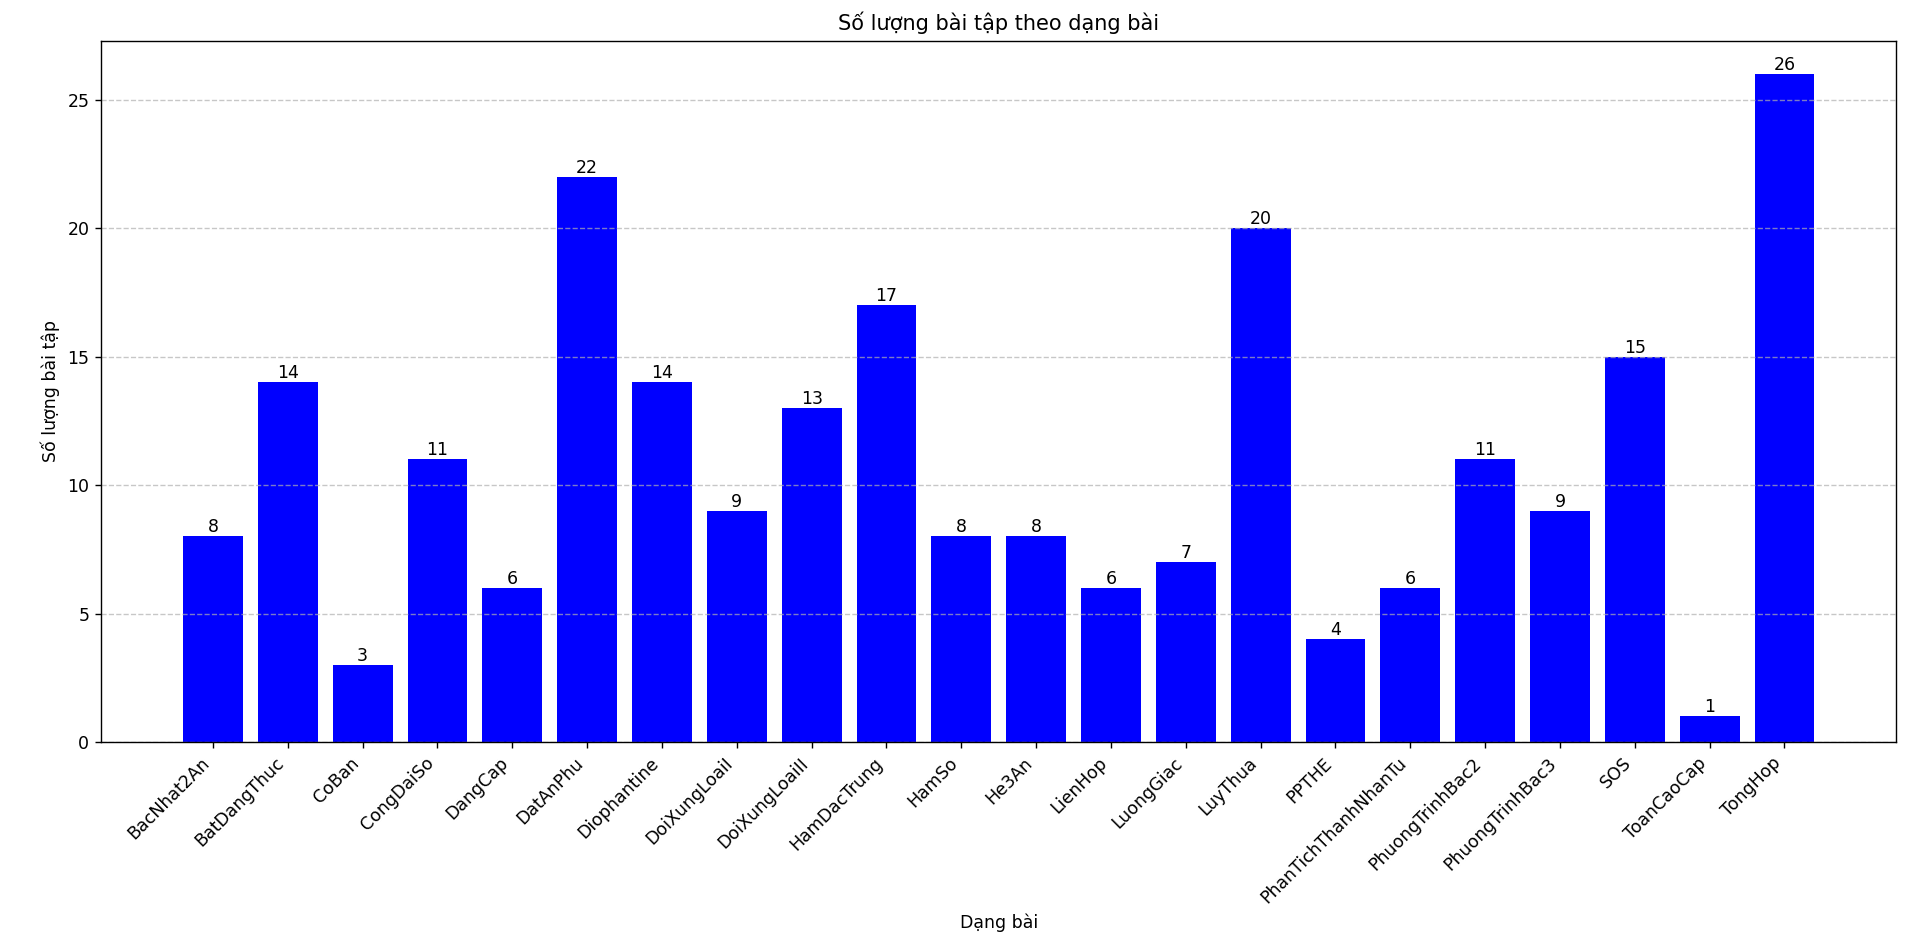 Số lượng bài tập theo dạng bài
Số lượng bài tập
25
20
15
10
5
0
8
14
3
11
6
22
14
9
13
17
8
8
6
7
20
4
6
11
9
15
1
26
BacNhat2An
BatDangThuc
CoBan
CongDaiSo
DangCap
DatAnPhu
Diophantine
DoiXungLoaiI
DoiXungLoaiII
HamDacTrung
HamSo
He3An
LienHop
LuongGiac
LuyThua
PPTHE
PhanTichThanhNhanTu
PhuongTrinhBac2
PhuongTrinhBac3
SOS
ToanCaoCap
TongHop
Dạng bài